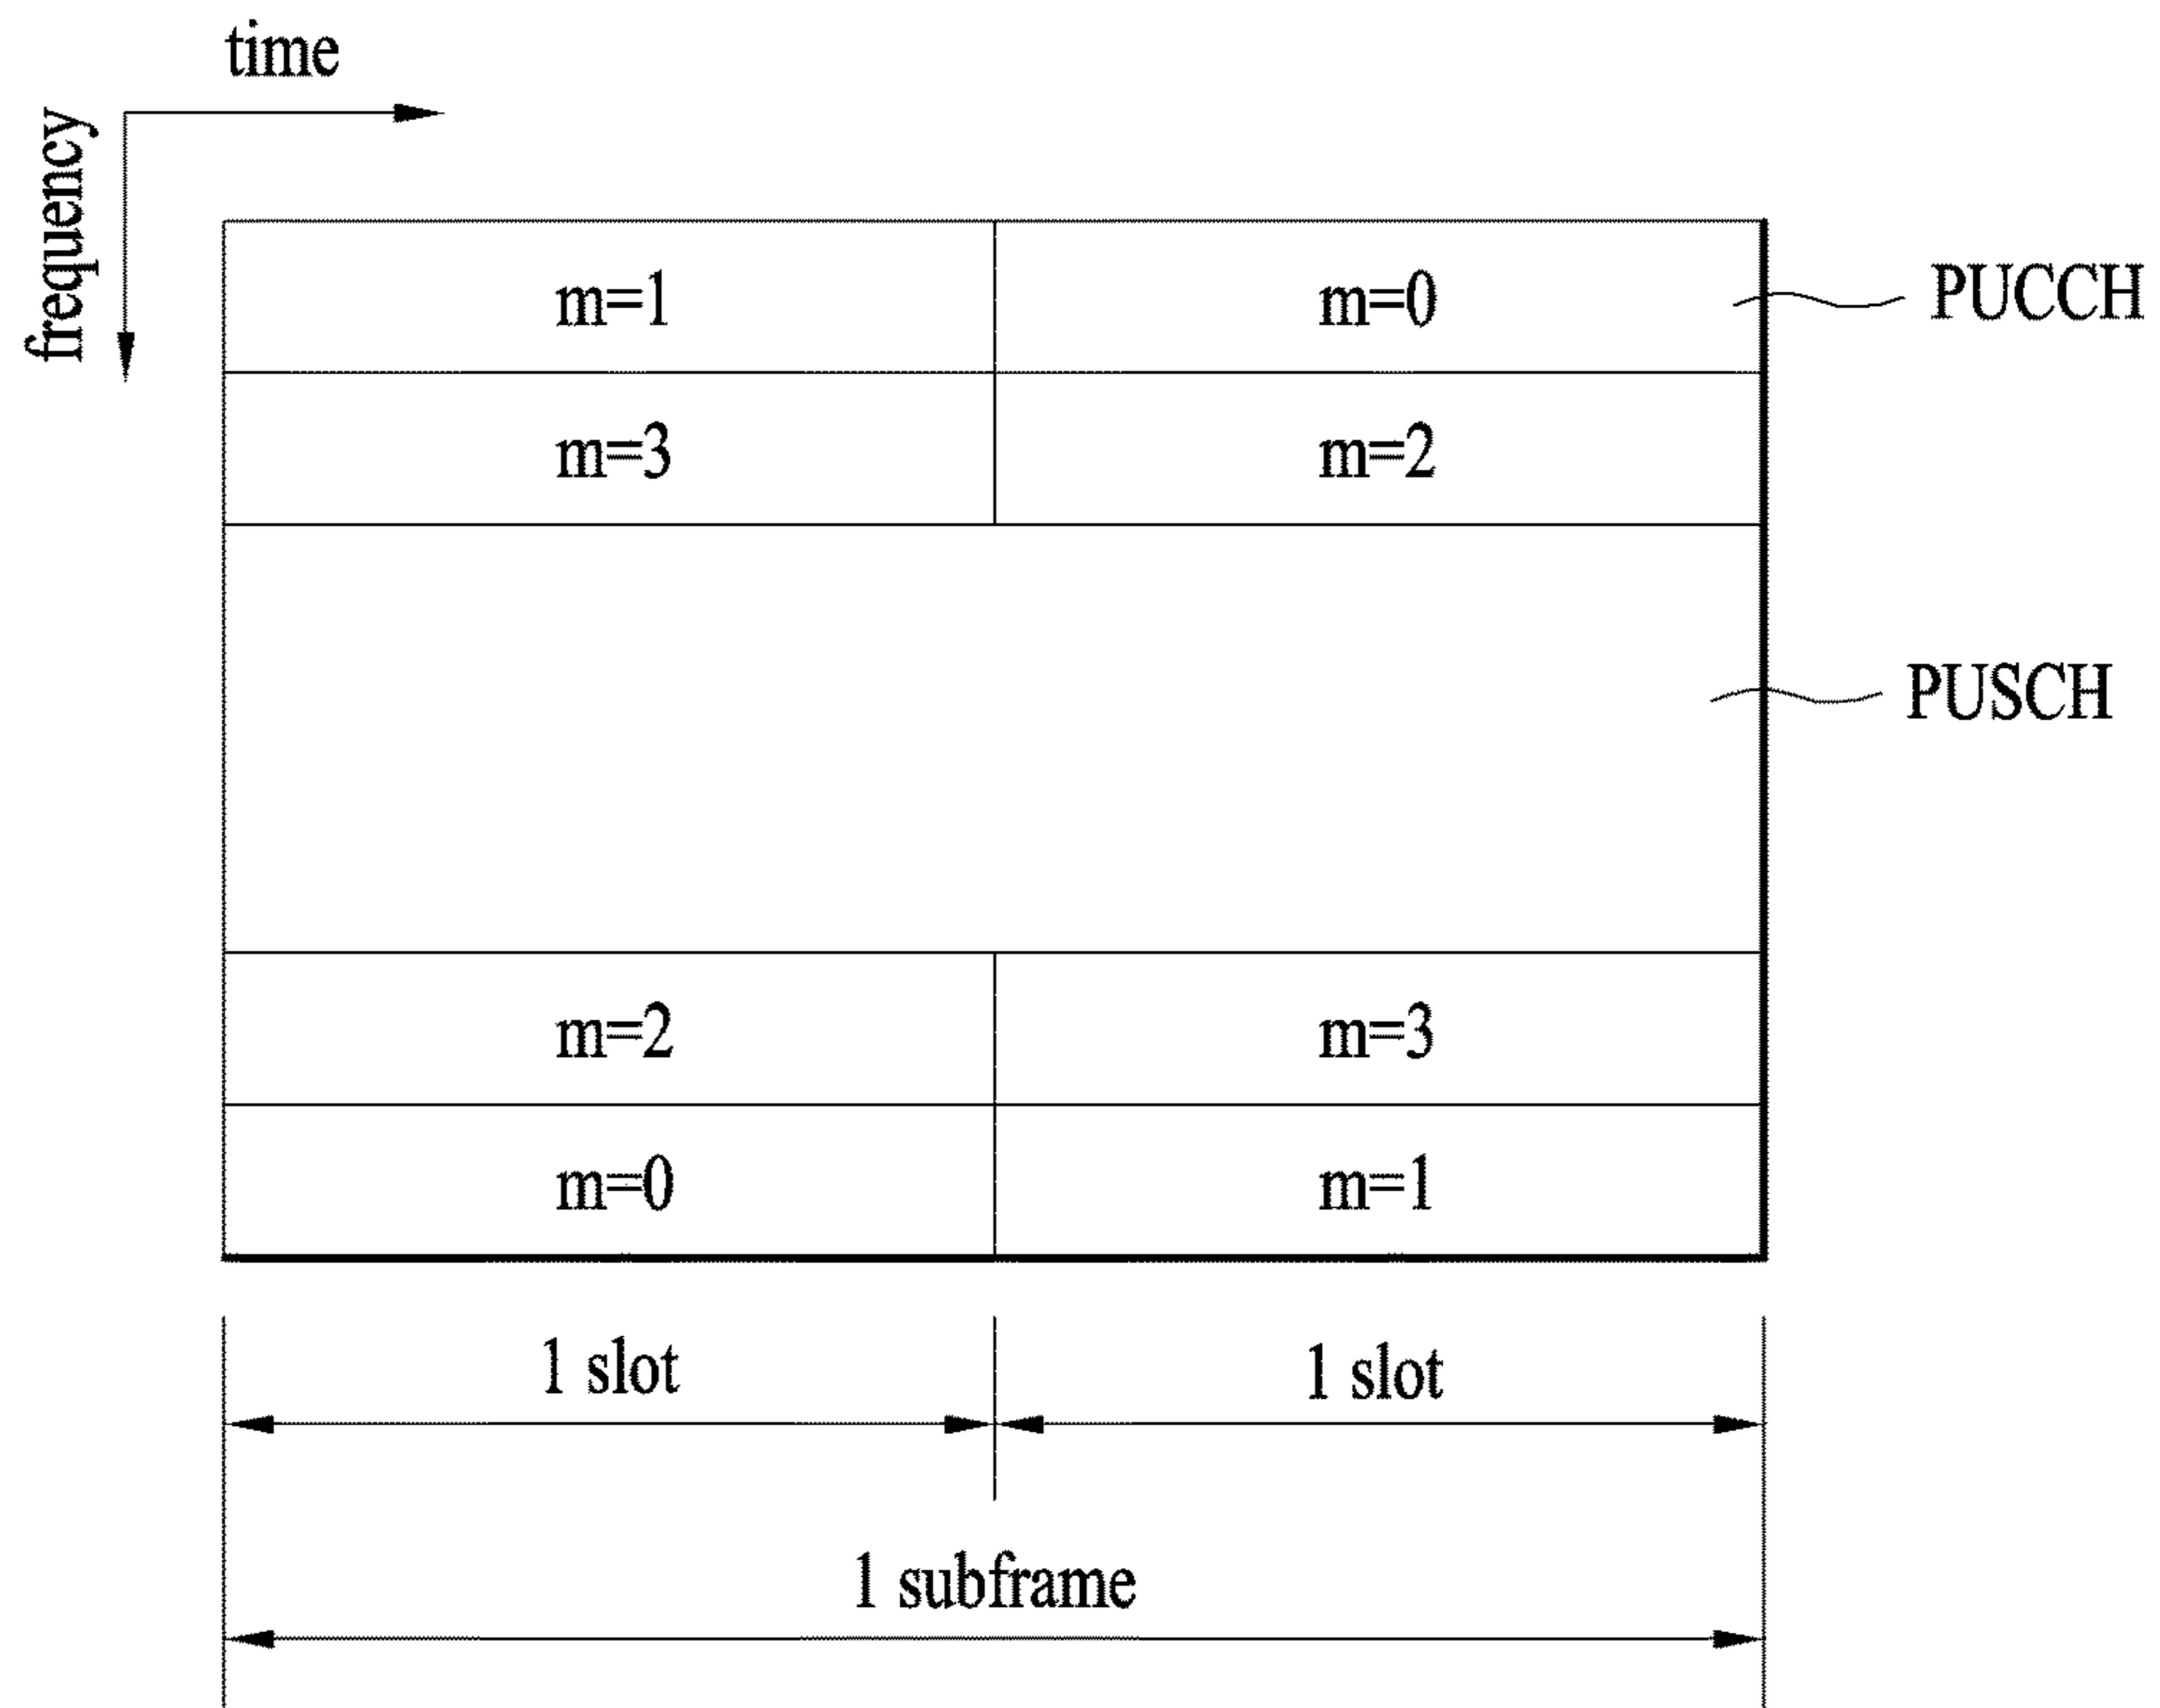 time
frequency
m=1
m=0
PUCCH
m=3
m=2
PUSCH
m=2
m=3
m=0
m=1
1 slot
1 slot
1 subframe